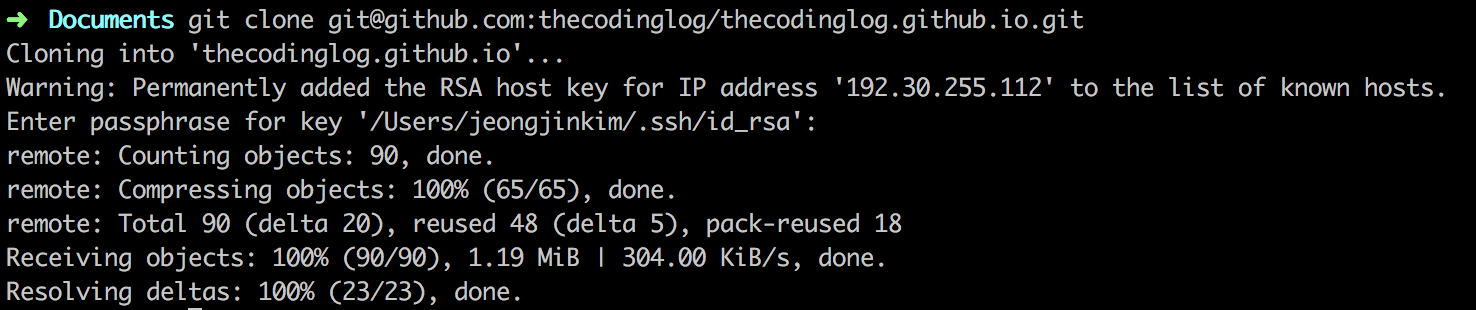 ➜ Documents git clone git@github.com:thecodinglog/thecodinglog.github.io.git
Cloning into 'thecodinglog.github.io'...
Warning: Permanently added the RSA host key for IP address '192.30.255.112' to the list of known hosts.
Enter passphrase for key '/Users/jeongjinkim/.ssh/id_rsa':
remote: Counting objects: 90, done.
remote: Compressing objects: 100% (65/65), done.
remote: Total 90 (delta 20), reused 48 (delta 5), pack-reused 18
Receiving objects: 100% (90/90), 1.19 MiB | 304.00 KiB/s, done.
Resolving deltas: 100% (23/23), done.